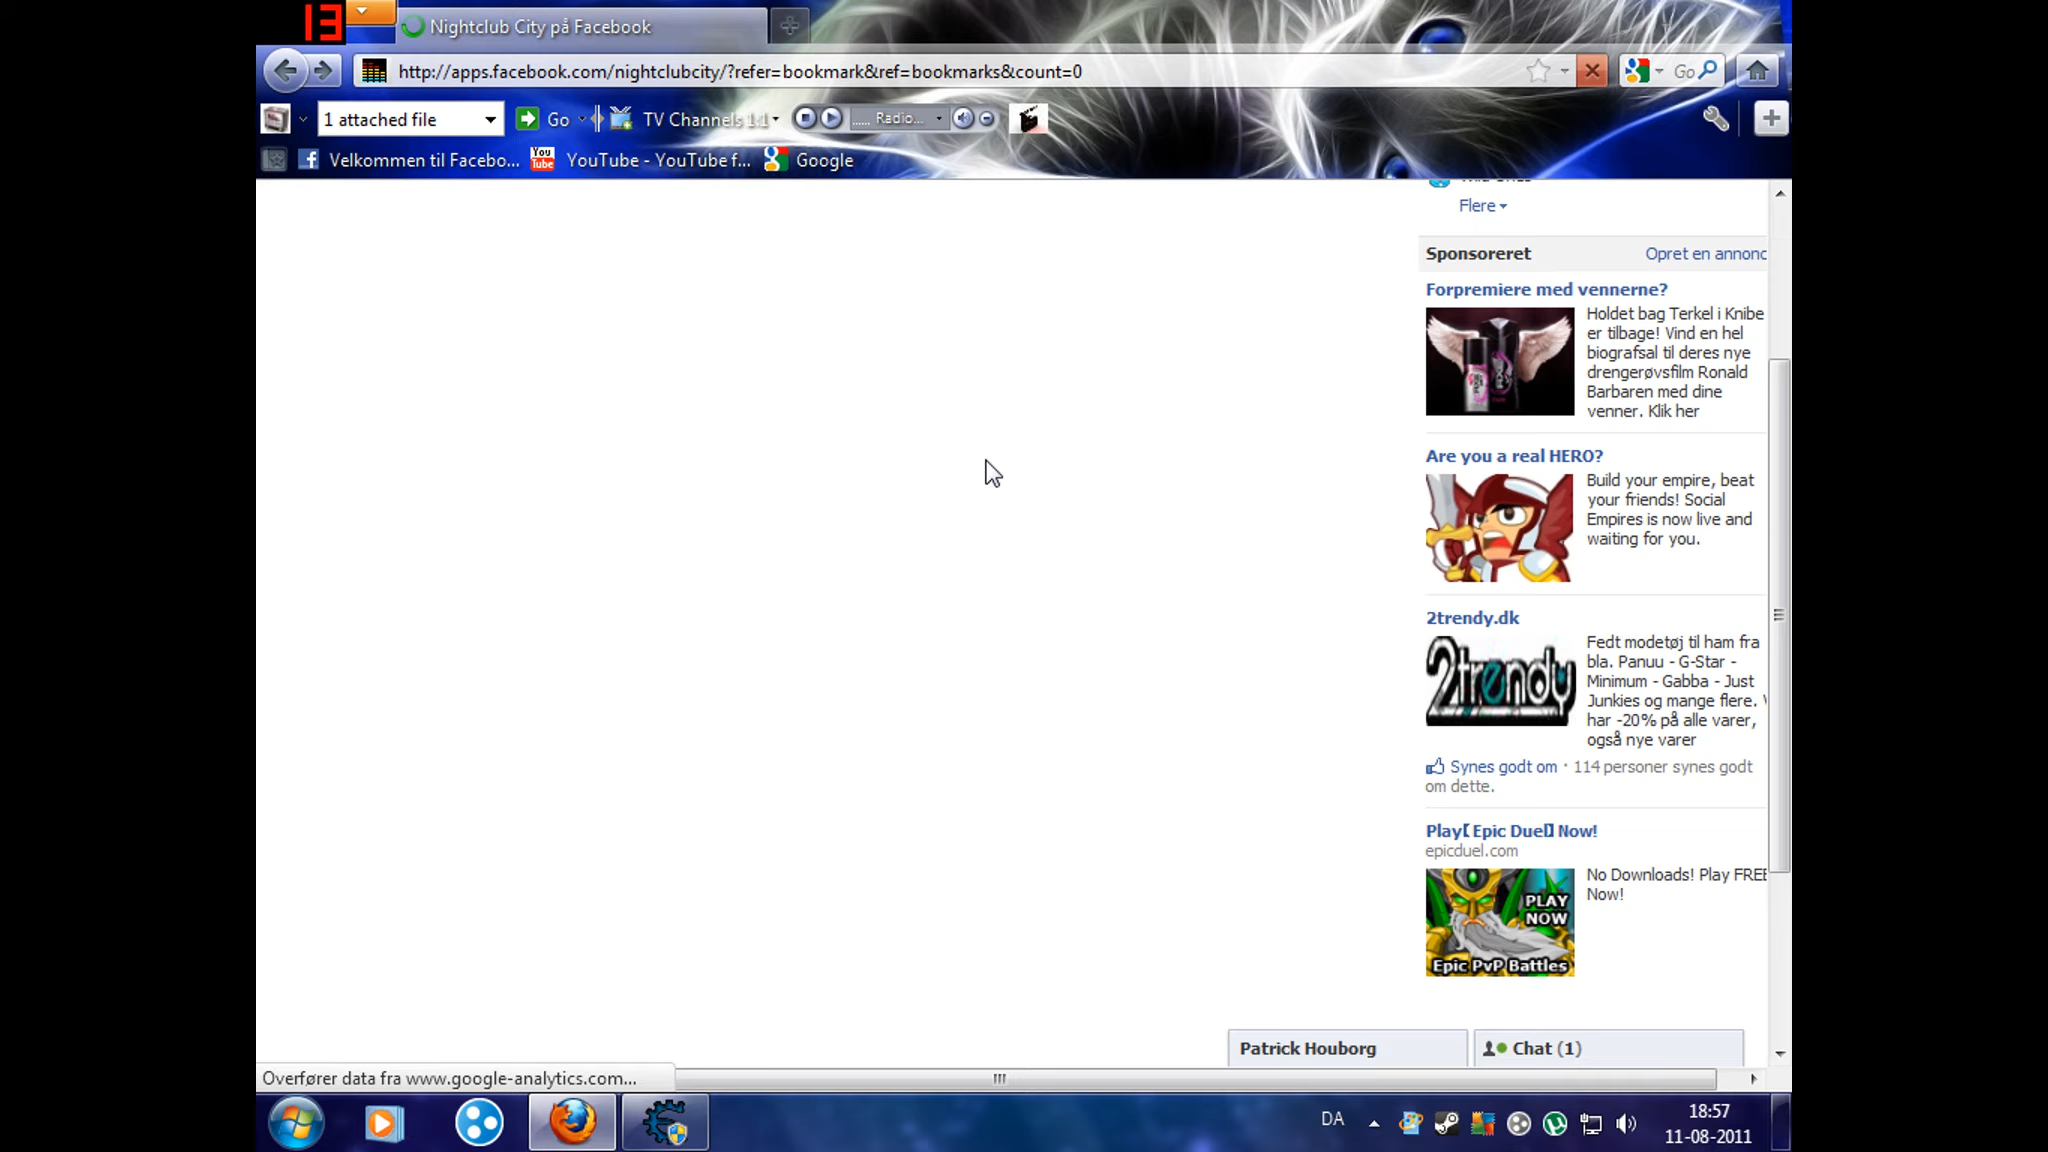 13
Nightclub City på Facebook
http://apps.facebook.com/nightclubcity/?refer=bookmark&ref=bookmarks&count=0
Go
1 attached file
Go
TV Channels 1:1
Radio...
Velkommen til Facebo...
You
Tube
YouTube - YouTube f...
Google
Flere
Sponsoreret
Opret en annonc
Forpremiere med vennerne?
Holdet bag Terkel i Knibe
er tilbage! Vind en hel
biografsal til deres nye
drengerøvsfilm Ronald
Barbaren med dine
venner. Klik her
Are you a real HERO?
Build your empire, beat
your friends! Social
Empires is now live and
waiting for you.
2trendy.dk
2trendy
Fedt modetøj til ham fra
bla. Panuu - G-Star -
Minimum - Gabba - Just
Junkies og mange flere. V
har -20% på alle varer,
også nye varer
Synes godt om · 114 personer synes godt
om dette.
Play【Epic Duel】Now!
epicduel.com
PLAY
NOW
Epic PvP Battles
No Downloads! Play FREE
Now!
Patrick Houborg
Chat (1)
Overfører data fra www.google-analytics.com...
DA
18:57
11-08-2011